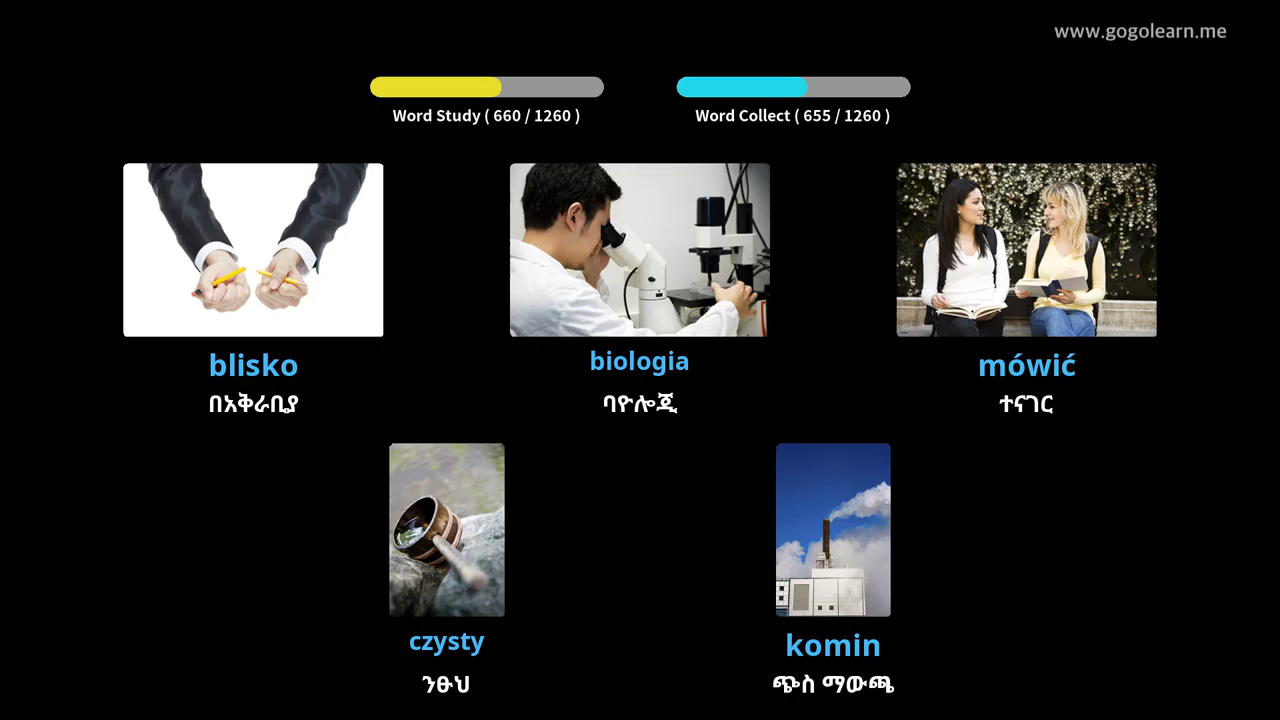 www.gogolearn.me
Word Study ( 660 / 1260 )
Word Collect ( 655 / 1260 )
blisko
biologia
mówić
በአቅራቢያ
ባዮሎጂ
ተናገር
czysty
komin
ንፁህ
ጭስ ማውጫ